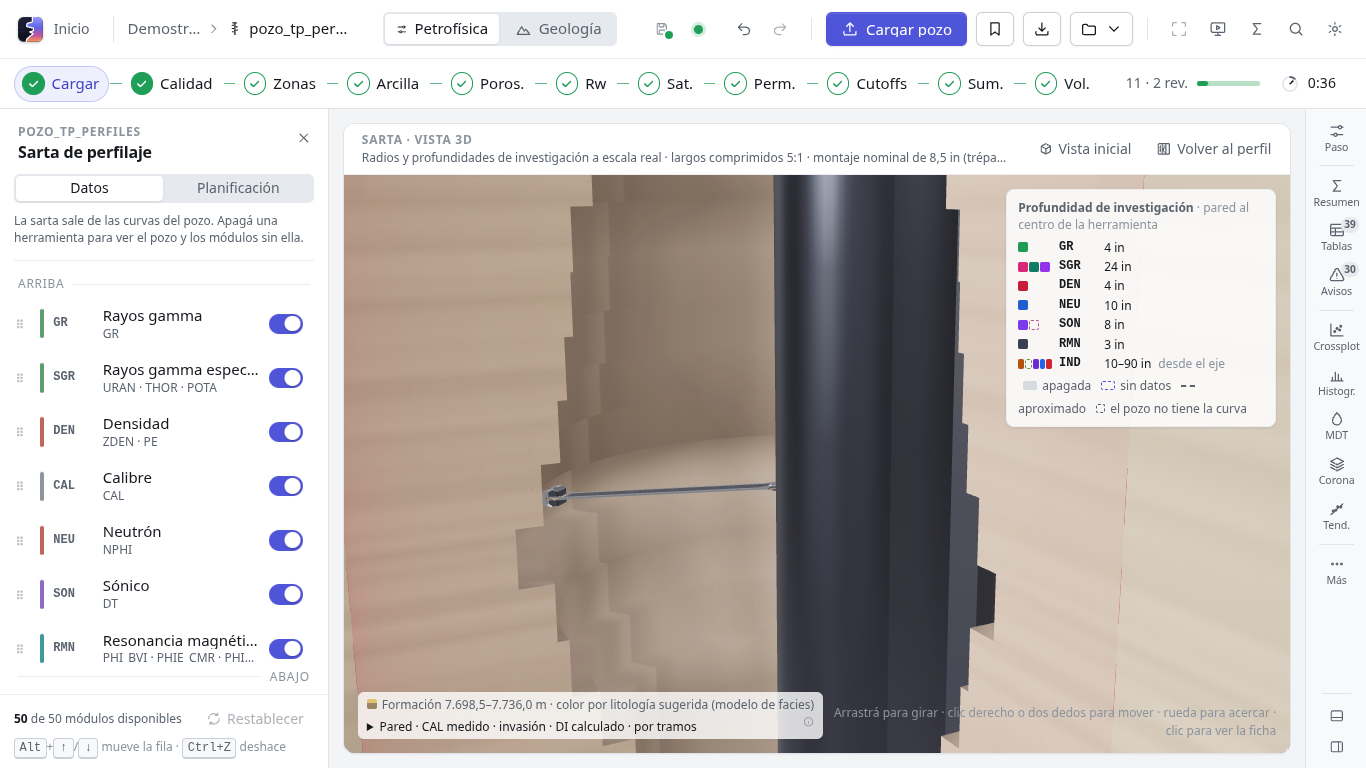 Inicio
Demostr...
pozo_tp_per...
Petrofísica
Geología
Cargar pozo
Cargar
Calidad
Zonas
Arcilla
Poros.
Rw
Sat.
Perm.
Cutoffs
Sum.
Vol.
11 · 2 rev.
0:36
POZO_TP_PERFILES
Sarta de perfilaje
Datos
Planificación
La sarta sale de las curvas del pozo. Apagá una
herramienta para ver el pozo y los módulos sin ella.
ARRIBA
GR
Rayos gamma
GR
SGR
Rayos gamma espec...
URAN · THOR · POTA
DEN
Densidad
ZDEN · PE
CAL
Calibre
CAL
NEU
Neutrón
NPHI
SON
Sónico
DT
RMN
Resonancia magnéti...
PHI_BVI · PHIE_CMR · PHI...
ABAJO
50 de 50 módulos disponibles
Restablecer
Alt+↑/↓ mueve la fila · Ctrl+Z deshace
SARTA · VISTA 3D
Radios y profundidades de investigación a escala real · largos comprimidos 5:1 · montaje nominal de 8,5 in (trépa...
Vista inicial
Volver al perfil
Profundidad de investigación · pared al
centro de la herramienta
GR 4 in
SGR 24 in
DEN 4 in
NEU 10 in
SON 8 in
RMN 3 in
IND 10–90 in desde el eje
apagada
sin datos
aproximado
el pozo no tiene la curva
Formación 7.698,5–7.736,0 m · color por litología sugerida (modelo de facies)
Pared · CAL medido · invasión · DI calculado · por tramos
Arrastrá para girar · clic derecho o dos dedos para mover · rueda para acercar ·
clic para ver la ficha
Paso
Resumen
39
Tablas
30
Avisos
Crossplot
Histogr.
MDT
Corona
Tend.
Más